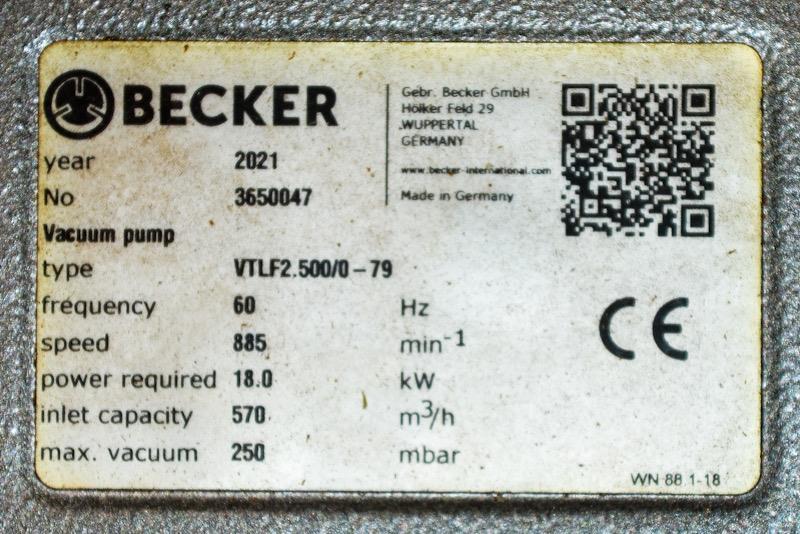 BECKER
Gebr. Becker GmbH
Hölker Feld 29
WUPPERTAL
GERMANY
www.becker-international.com
Made in Germany
year 2021
No 3650047
Vacuum pump
type VTLF2.500/0-79
frequency 60 Hz
speed 885 min-1
power required 18.0 kW
inlet capacity 570 m3/h
max. vacuum 250 mbar
CE
WN 88.1-18